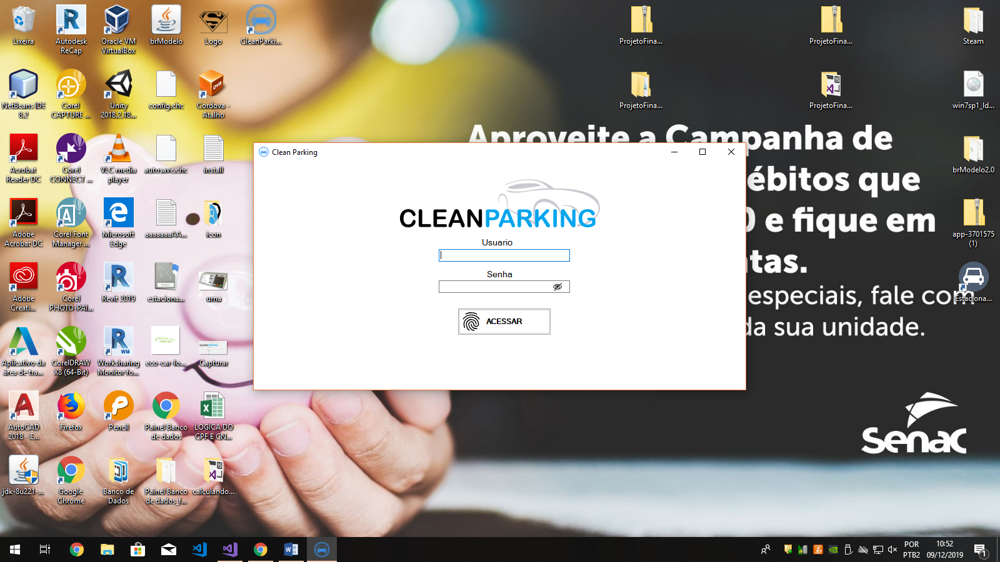 Lixeira
Autodesk
ReCap
Oracle VM
VirtualBox
brModelo
Logo
CleanParki...
ProjetoFina...
ProjetoFina...
Steam
NetBeans IDE
8.2
Corel
CAPTURE ...
Unity
2018.2.18...
config.chc
Cordova -
Atalho
ProjetoFina...
ProjetoFina...
win7sp1_ld...
Acrobat
Reader DC
Corel
CONNECT ...
VLC media
player
autosave.chc
install
brModelo2.0
Adobe
Acrobat DC
Corel Font
Manager ...
Microsoft
Edge
aaaaaaaAA...
icon
app-3701575
(1)
Adobe
Creati...
Corel
PHOTO-PAI...
Revit 2019
estaciona...
urna
Estaciona...
Aplicativo da
área de tra...
CorelDRAW
X8 (64-Bit)
Worksharing
Monitor fo...
eco-car-lo...
Capturar
AutoCAD
2018 - E...
Firefox
Pencil
Painel Banco
de dados
LOGICA DO
CPF E CN...
jdk-8u221-...
Google
Chrome
Banco de
Dados
Painel Banco
de dados_f...
calculando...
Aproveite a Campanha de
ébitos que
0 e fique em
tas.
especiais, fale com
da sua unidade.
Senac
Clean Parking
CLEANPARKING
Usuario
Senha
ACESSAR
POR
PTB2
10:52
09/12/2019
1